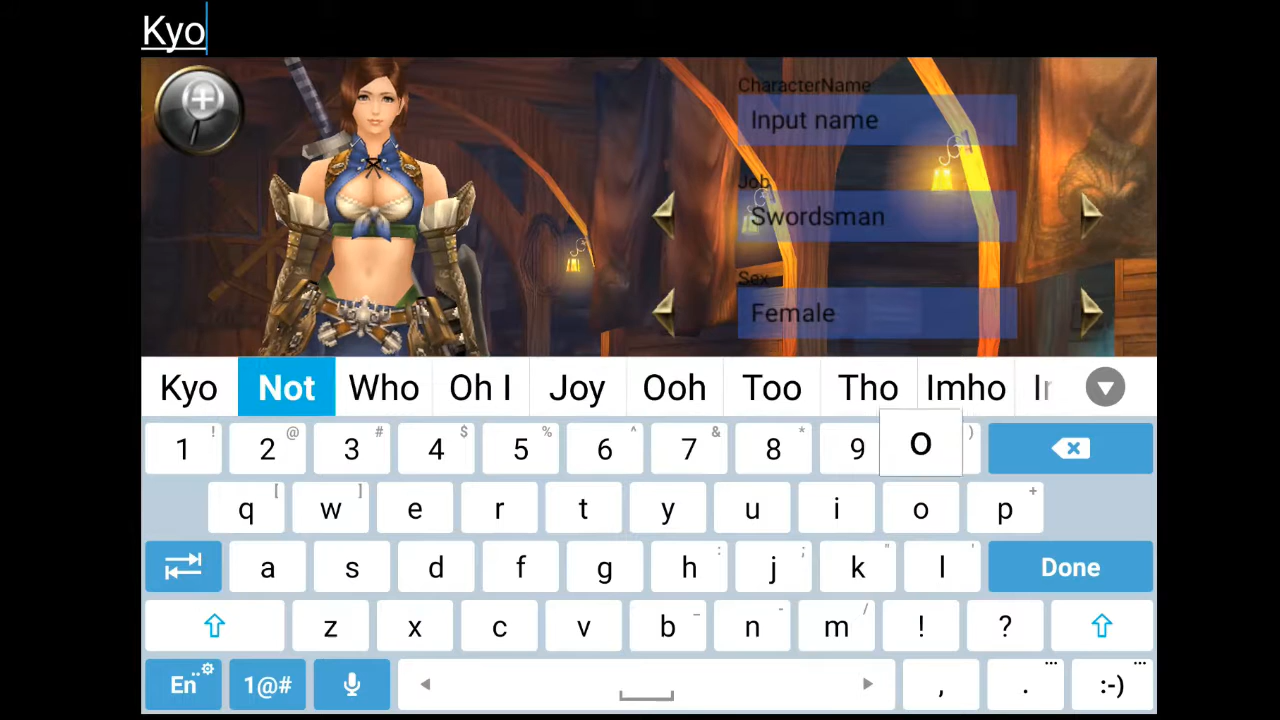 Kyo
CharacterName
Input name
Job
Swordsman
Sex
Female
Kyo Not Who Oh I Joy Ooh Too Tho Imho
1 ! 2 @ 3 # 4 $ 5 % 6 ^ 7 & 8 * 9 o )
q [ w ] e r t y u i o p +
a s d f g h : j ; k " l ' Done
z x c v b _ n - m / ! ?
En 1@# , . ... :-) ...